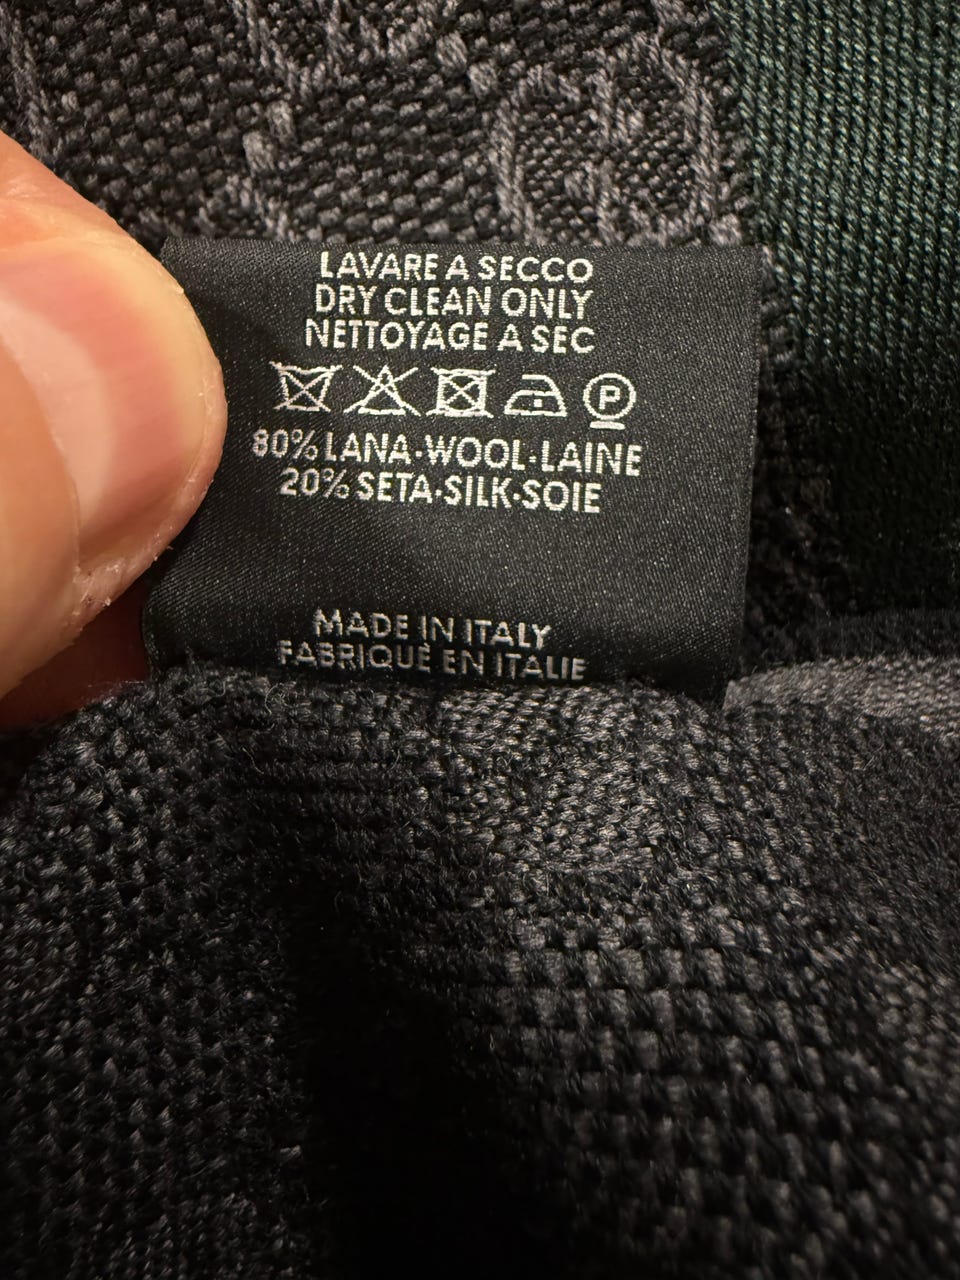 LAVARE A SECCO
DRY CLEAN ONLY
NETTOYAGE A SEC
P
80% LANA·WOOL·LAINE
20% SETA·SILK·SOIE
MADE IN ITALY
FABRIQUÉ EN ITALIE